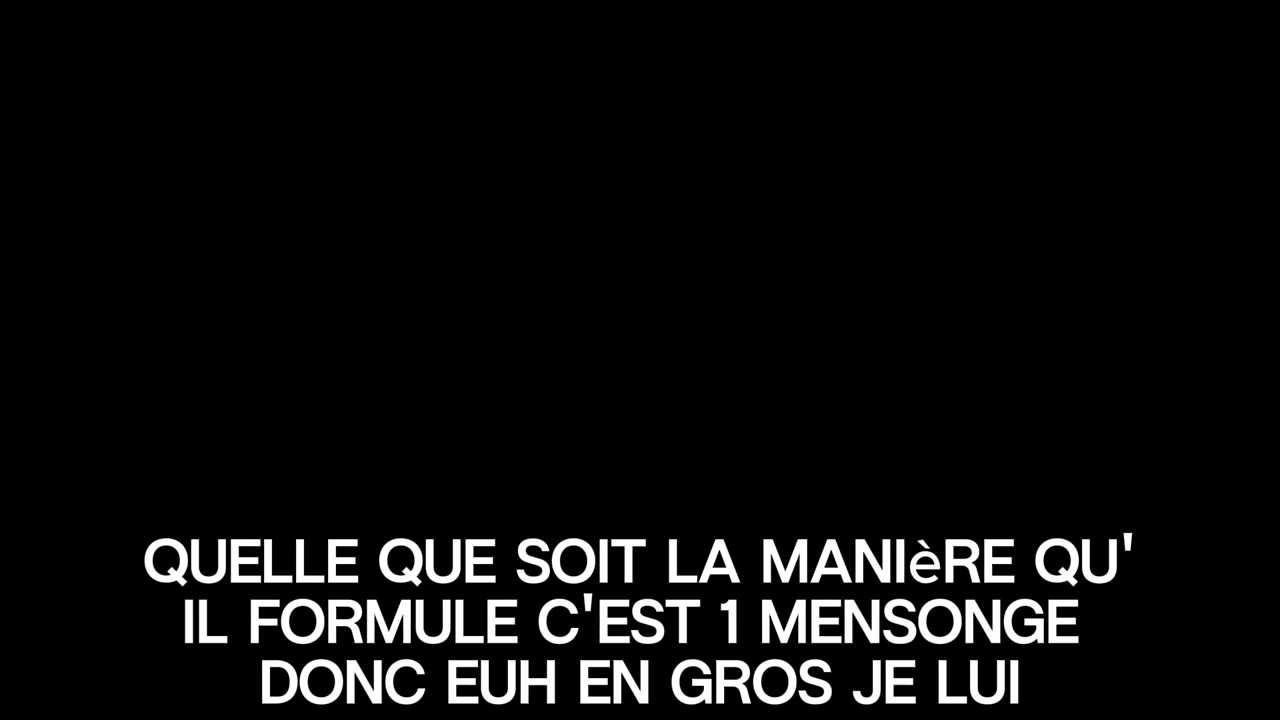 QUELLE QUE SOIT LA MANIèRE QU'
IL FORMULE C'EST 1 MENSONGE
DONC EUH EN GROS JE LUI